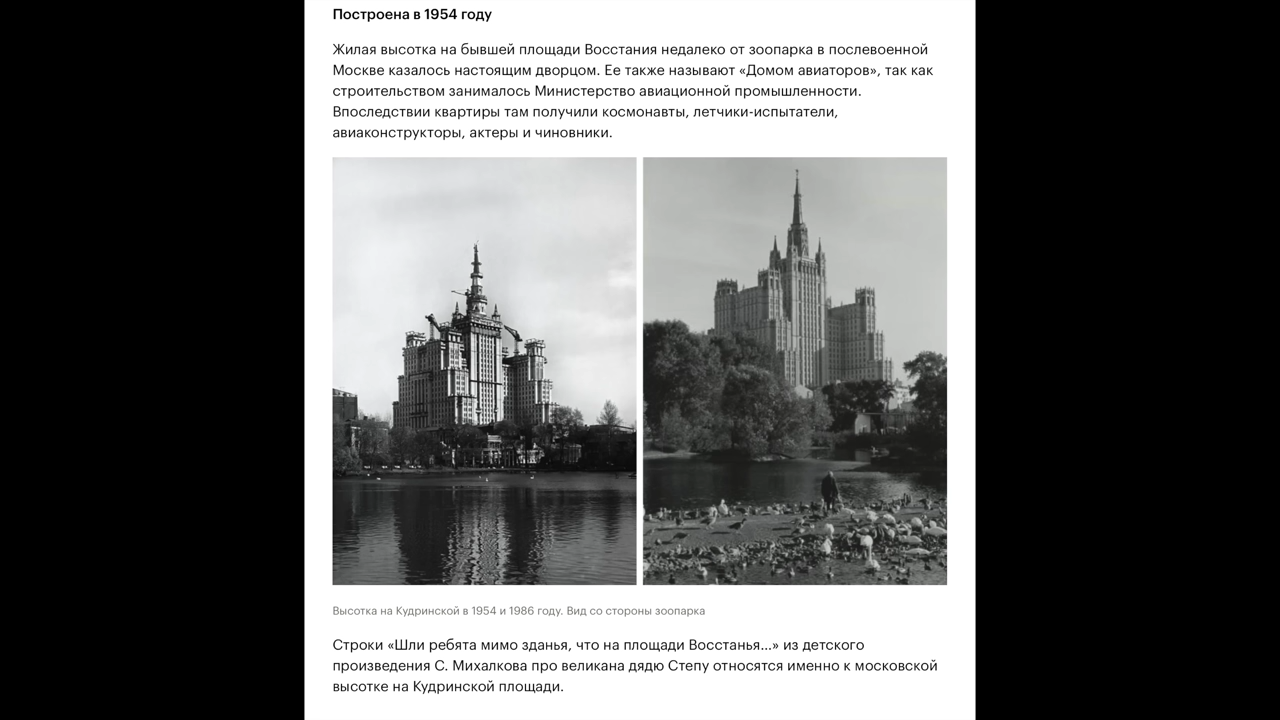 Построена в 1954 году
Жилая высотка на бывшей площади Восстания недалеко от зоопарка в послевоенной
Москве казалось настоящим дворцом. Ее также называют «Домом авиаторов», так как
строительством занималось Министерство авиационной промышленности.
Впоследствии квартиры там получили космонавты, летчики-испытатели,
авиаконструкторы, актеры и чиновники.
Высотка на Кудринской в 1954 и 1986 году. Вид со стороны зоопарка
Строки «Шли ребята мимо зданья, что на площади Восстанья...» из детского
произведения С. Михалкова про великана дядю Степу относятся именно к московской
высотке на Кудринской площади.